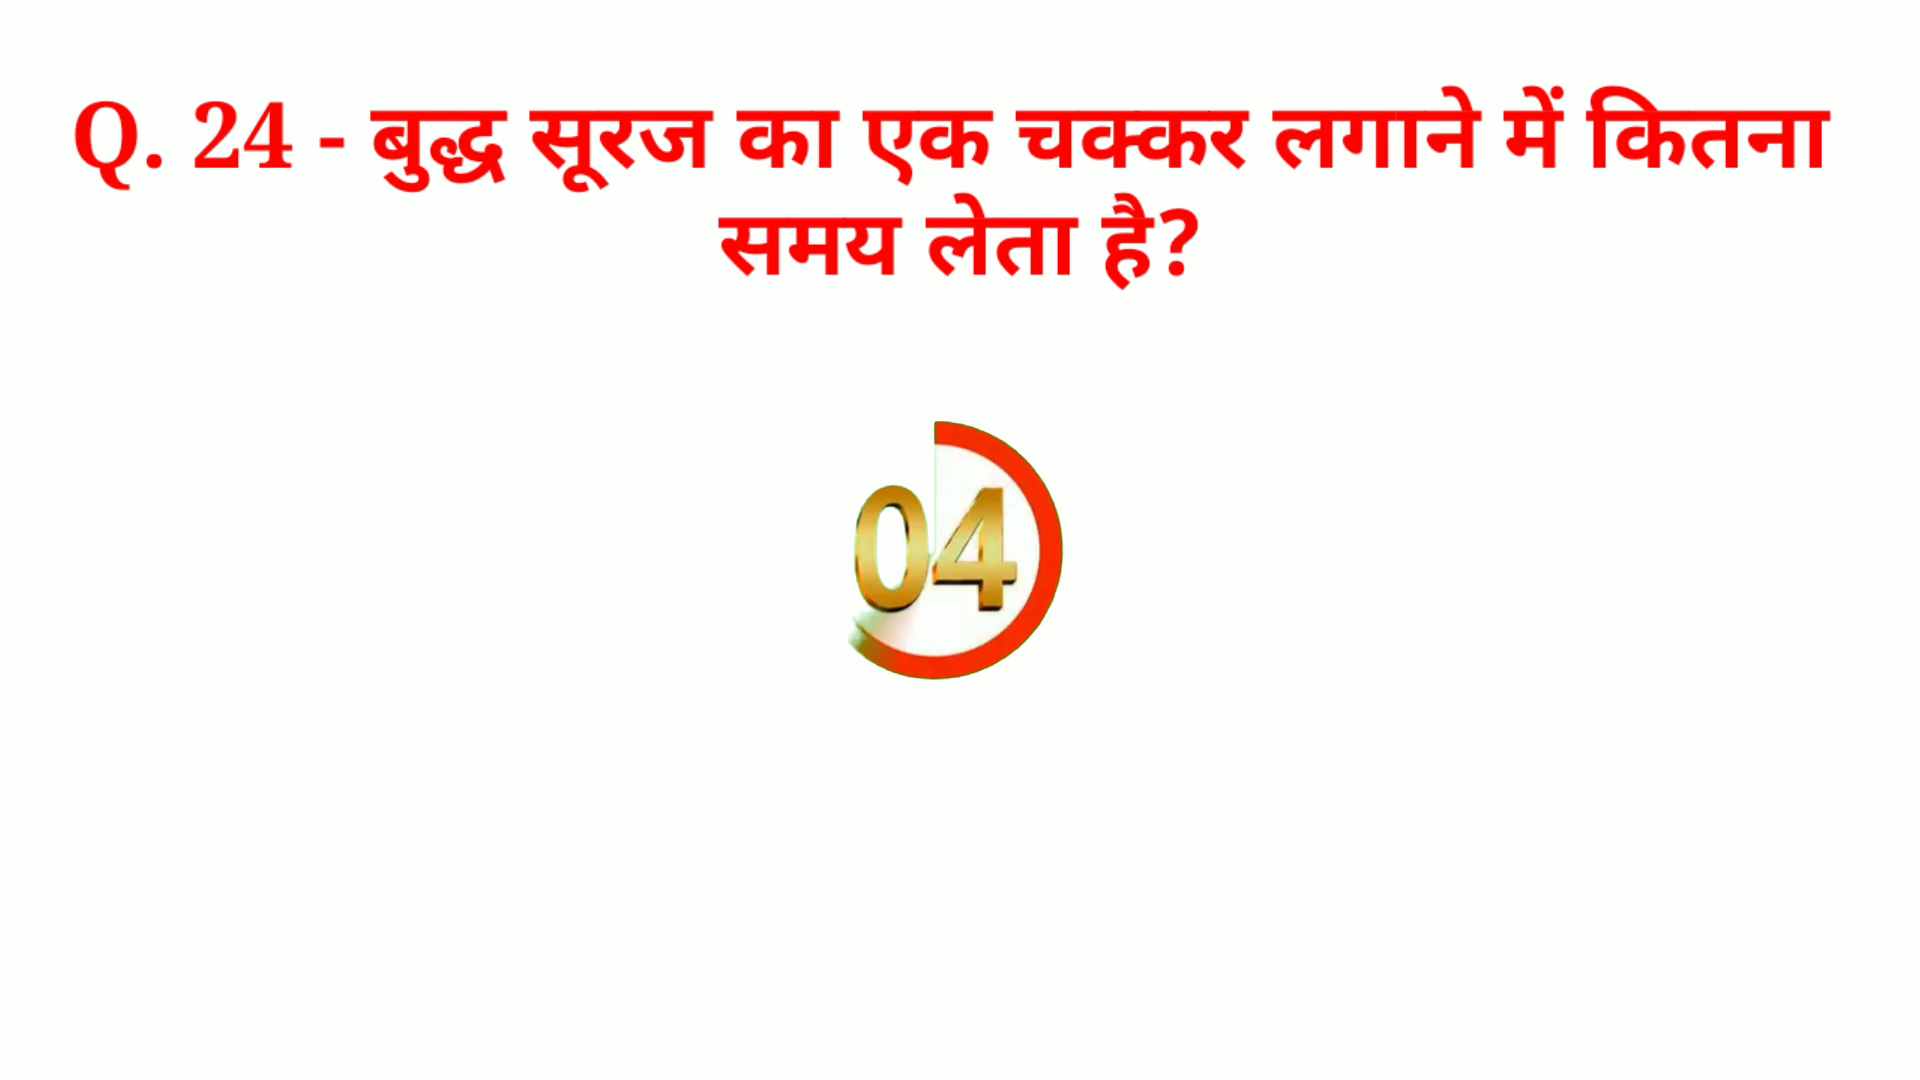 Q. 24 - बुद्ध सूरज का एक चक्कर लगाने में कितना
समय लेता है?
04